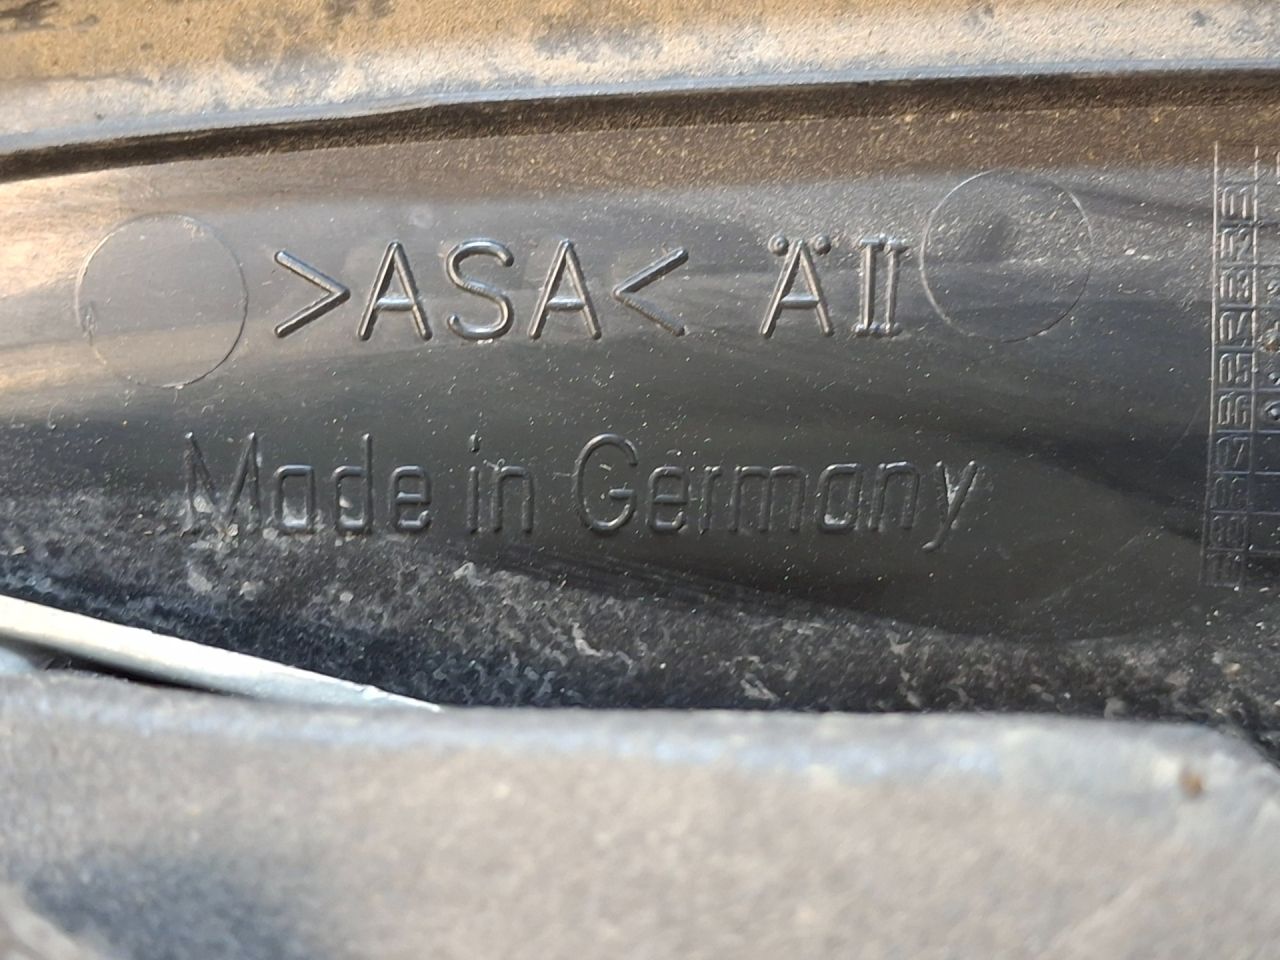 >ASA< ÄII
Made in Germany